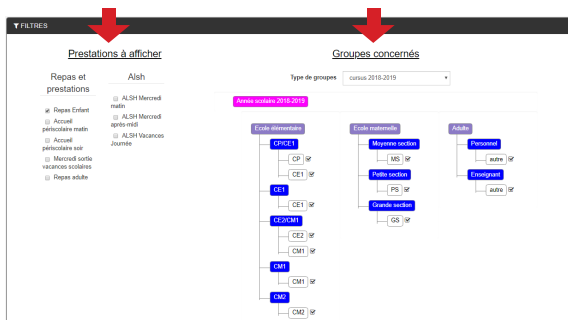 FILTRES
Prestations à afficher
Repas et
prestations
Repas Enfant
Accueil
périscolaire matin
Accueil
périscolaire soir
Mercredi sortie
vacances scolaires
Repas adulte
Alsh
ALSH Mercredi
matin
ALSH Mercredi
après-midi
ALSH Vacances
Journée
Groupes concernés
Type de groupes
cursus 2018-2019
Année scolaire 2018-2019
Ecole élémentaire
CP/CE1
CP
CE1
CE1
CE1
CE2/CM1
CE2
CM1
CM1
CM1
CM2
CM2
Ecole maternelle
Moyenne section
MS
Petite section
PS
Grande section
GS
Adulte
Personnel
autre
Enseignant
autre